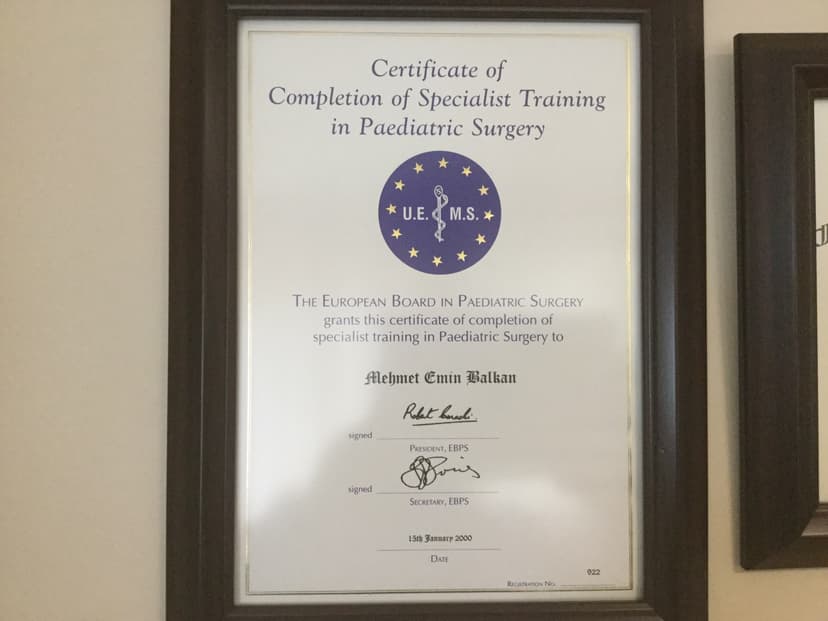 Certificate of
Completion of Specialist Training
in Paediatric Surgery
U.E. M.S.
THE EUROPEAN BOARD IN PAEDIATRIC SURGERY
grants this certificate of completion of
specialist training in Paediatric Surgery to
Mehmet Emin Balkan
signed
PRESIDENT, EBPS
signed
SECRETARY, EBPS
15th January 2000
DATE
022
REGISTRATION NO.